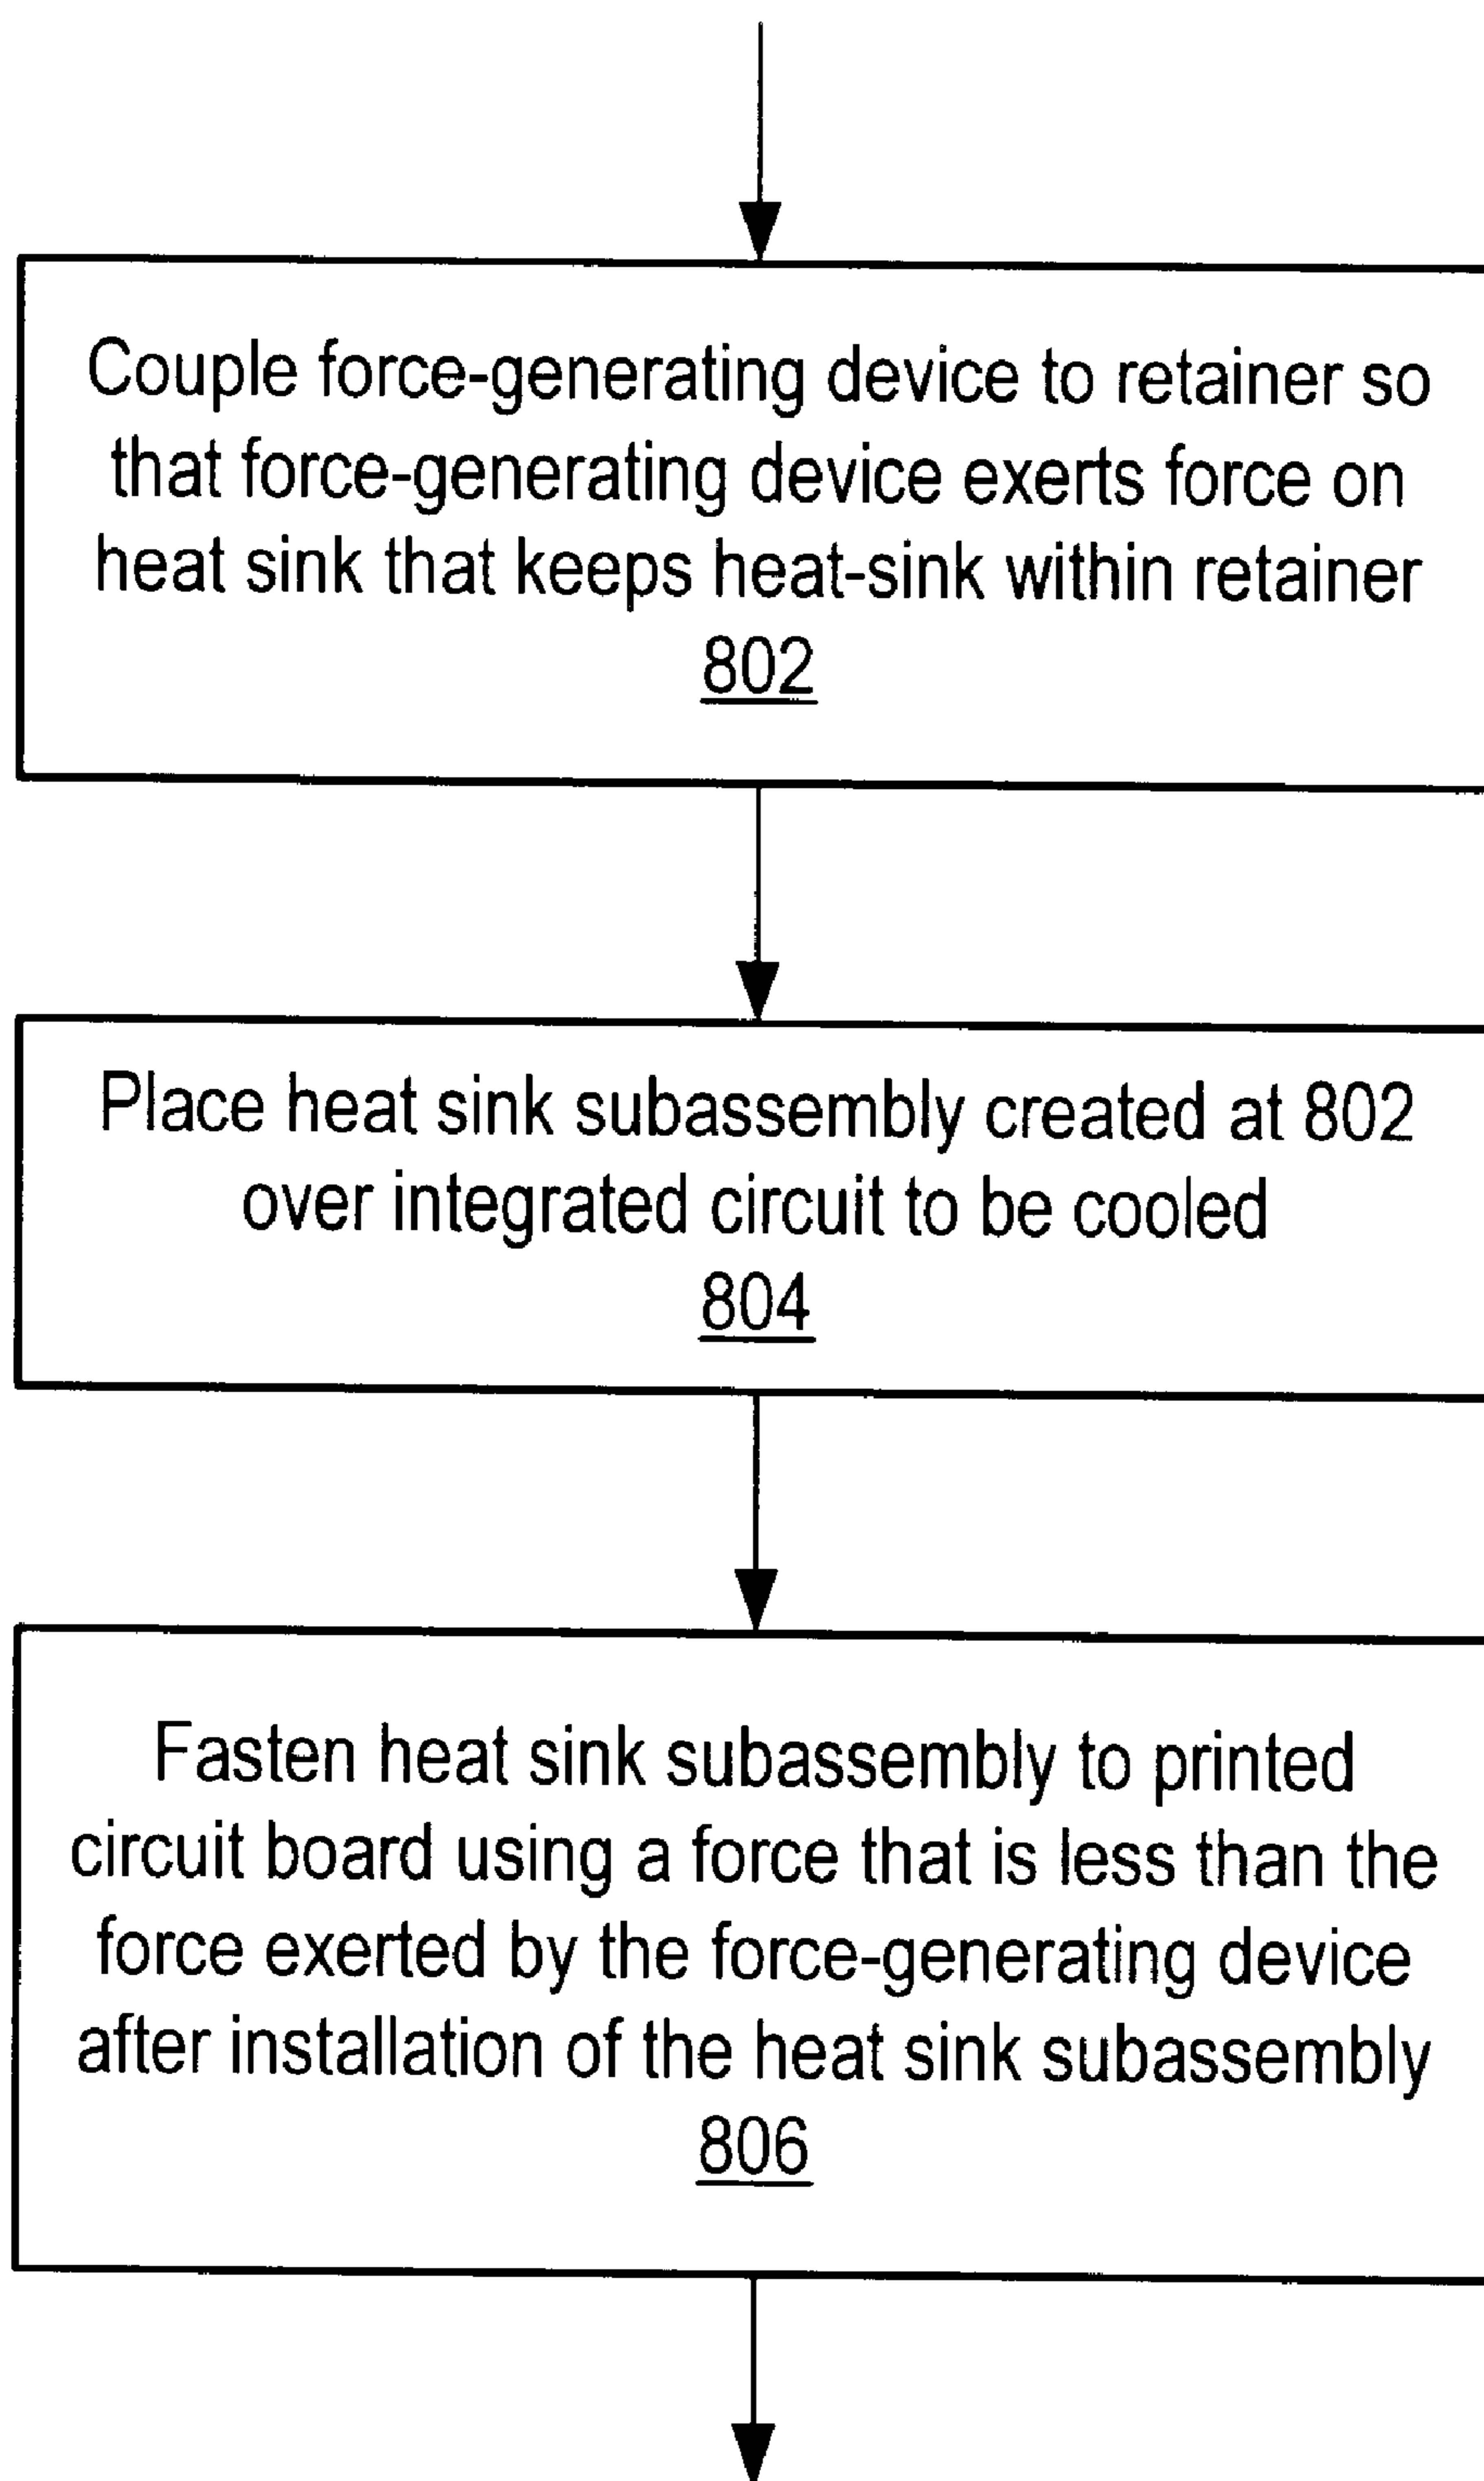 Couple force-generating device to retainer so
that force-generating device exerts force on
heat sink that keeps heat-sink within retainer
802
Place heat sink subassembly created at 802
over integrated circuit to be cooled
804
Fasten heat sink subassembly to printed
circuit board using a force that is less than the
force exerted by the force-generating device
after installation of the heat sink subassembly
806